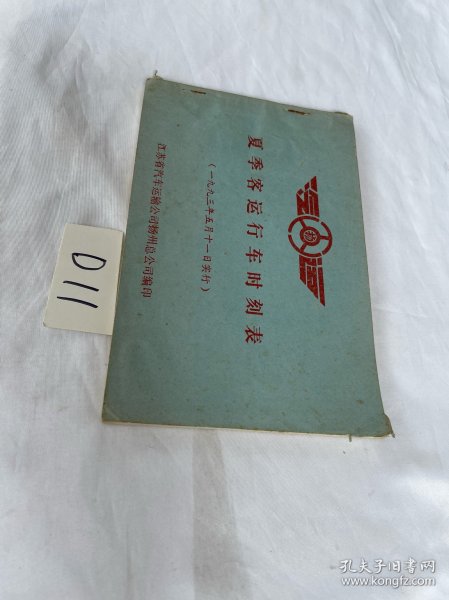 夏季客运行车时刻表
(一九九三年五月十一日实行)
江苏省汽车运输公司扬州总公司编印
D11
孔夫子旧书网
www.kongfz.com